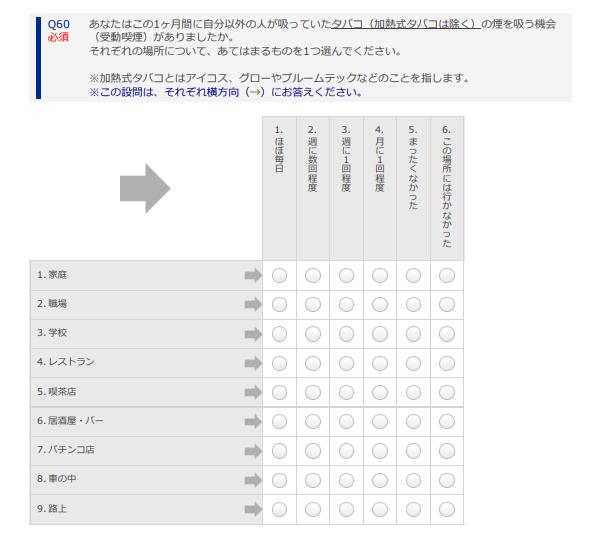 Q60
必須
あなたはこの1ヶ月間に自分以外の人が吸っていたタバコ（加熱式タバコは除く）の煙を吸う機会
（受動喫煙）がありましたか。
それぞれの場所について、あてはまるものを1つ選んでください。
※加熱式タバコとはアイコス、グローやプルームテックなどのことを指します。
※この設問は、それぞれ横方向（→）にお答えください。
1. ほぼ毎日
2. 週に数回程度
3. 週に1回程度
4. 月に1回程度
5. まったくなかった
6. この場所には行かなかった
1. 家庭
2. 職場
3. 学校
4. レストラン
5. 喫茶店
6. 居酒屋・バー
7. パチンコ店
8. 車の中
9. 路上